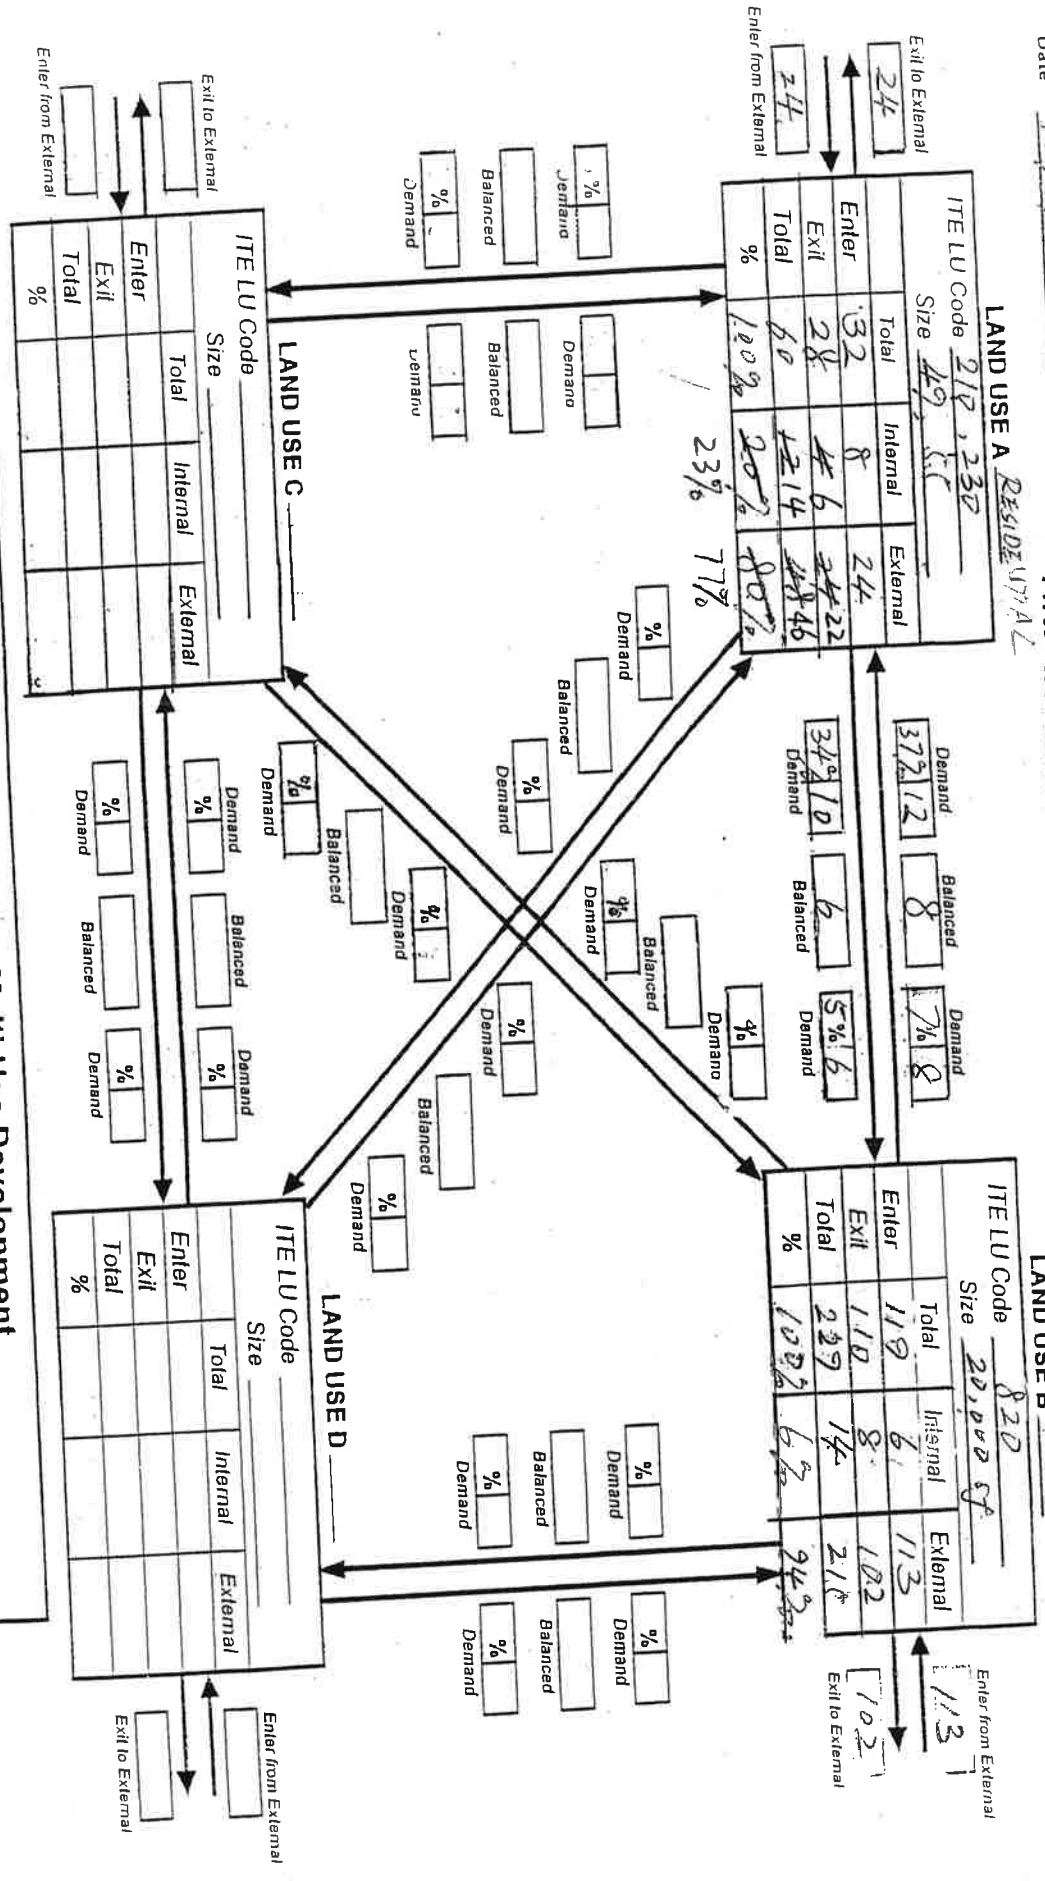 Date
LAND USE A RESIDENTIAL
ITE LU Code 210, 230
Size 49,
Total Internal External
Enter 32 8 24
Exit 28 4 6 24 22
Total 60 12 14 48 46
% 100% 20% 80%
23% 77%
Exit to External
24
24
Enter from External
Demand Balanced Demand
37% 12 8 7% 8
34% 10 6 5% 6
Demand Balanced Demand
LAND USE B
ITE LU Code 820
Size 20,000 sf
Total Internal External
Enter 119 6 113
Exit 110 8 102
Total 229 14
% 100% 6% 94%
Enter from External
113
102
Exit to External
% Demand
Balanced
% Demand
Demand
Balanced
Demand
% Demand
Balanced
% Demand
% Demand
Balanced
% Demand
% Demand
Balanced
% Demand
% Demand
Balanced
% Demand
% Demand
Balanced
% Demand
% Demand
Balanced
% Demand
LAND USE C
ITE LU Code
Size
Total Internal External
Enter
Exit
Total
%
Exit to External
Enter from External
Demand Balanced Demand
% %
% %
Demand Balanced Demand
LAND USE D
ITE LU Code
Size
Total Internal External
Enter
Exit
Total
%
Enter from External
Exit to External
Development